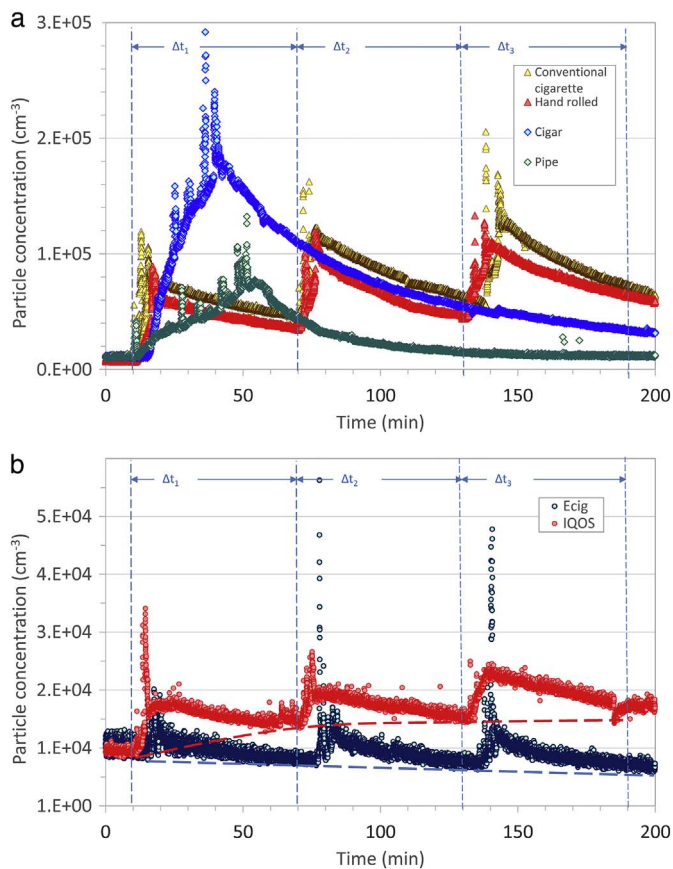 a
3.E+05
2.E+05
1.E+05
0.E+00
Particle concentration (cm-3)
Δt1
Δt2
Δt3
Conventional
cigarette
Hand rolled
Cigar
Pipe
0
50
100
150
200
Time (min)
b
5.E+04
4.E+04
3.E+04
2.E+04
1.E+04
1.E+00
Particle concentration (cm-3)
Δt1
Δt2
Δt3
Ecig
IQOS
0
50
100
150
200
Time (min)